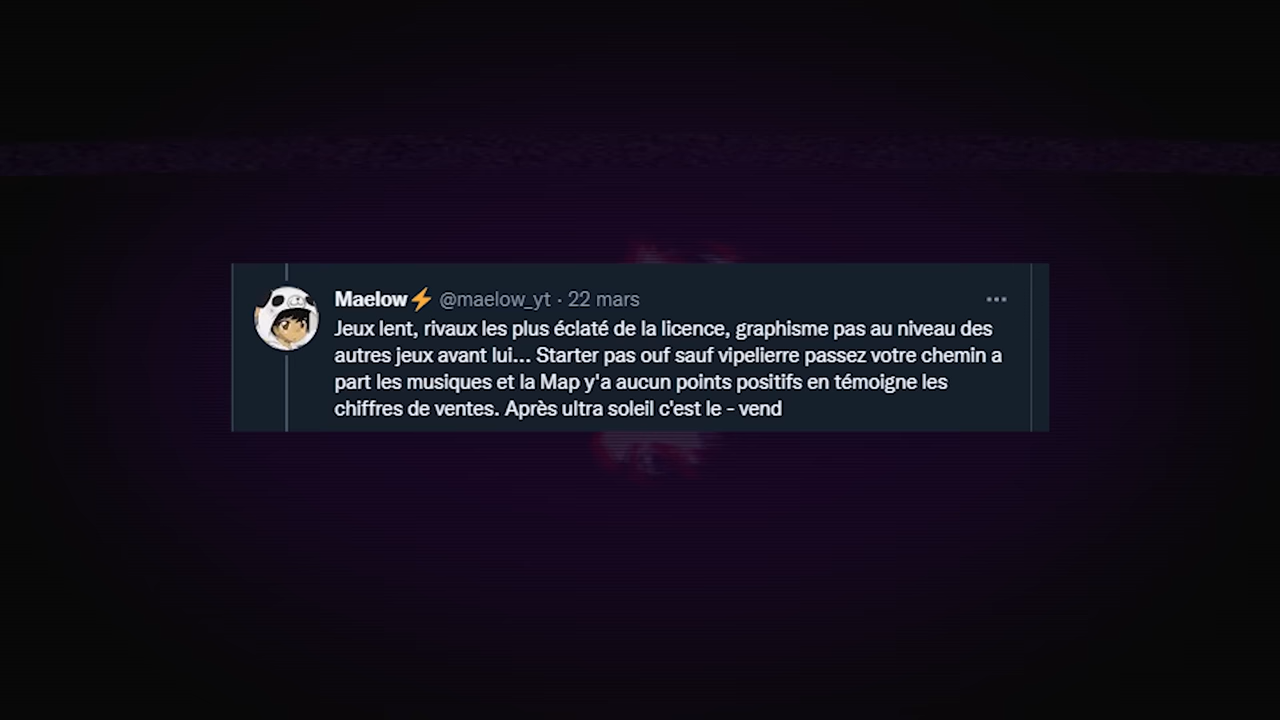 Maelow⚡ @maelow_yt · 22 mars
Jeux lent, rivaux les plus éclaté de la licence, graphisme pas au niveau des
autres jeux avant lui... Starter pas ouf sauf vipelierre passez votre chemin a
part les musiques et la Map y'a aucun points positifs en témoigne les
chiffres de ventes. Après ultra soleil c'est le - vend